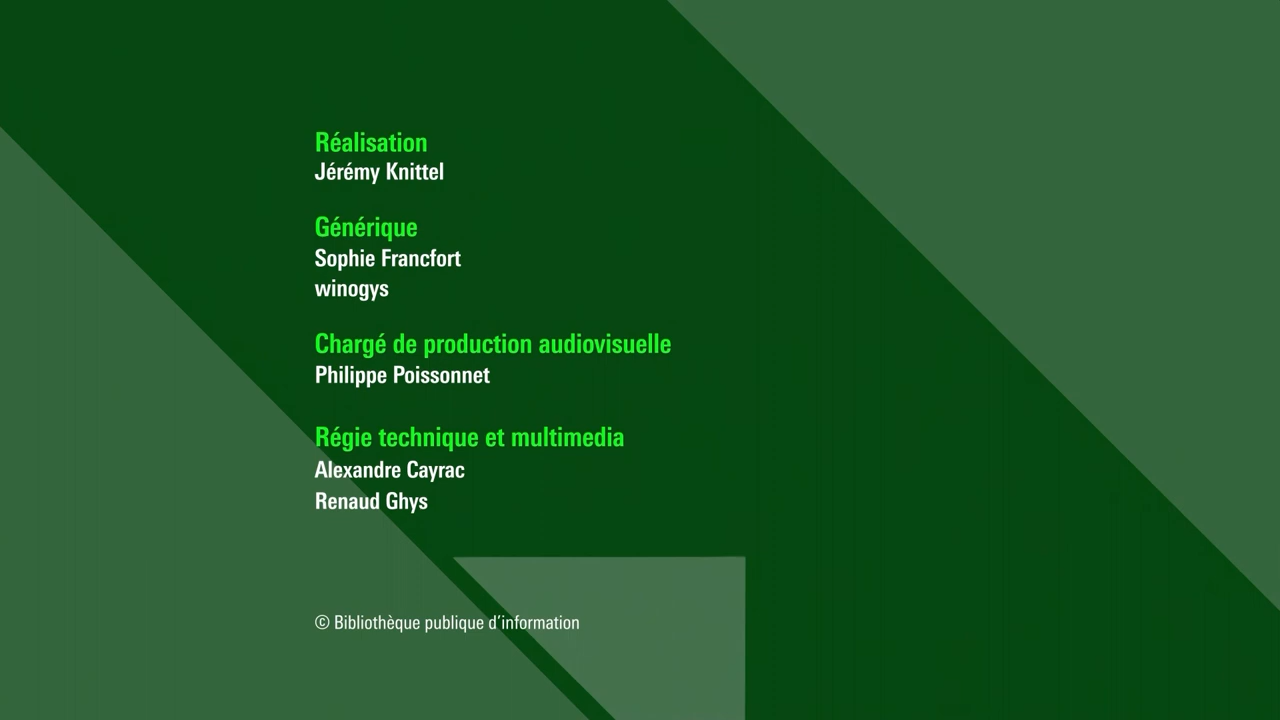 Réalisation
Jérémy Knittel
Générique
Sophie Francfort
winogys
Chargé de production audiovisuelle
Philippe Poissonnet
Régie technique et multimedia
Alexandre Cayrac
Renaud Ghys
© Bibliothèque publique d'information